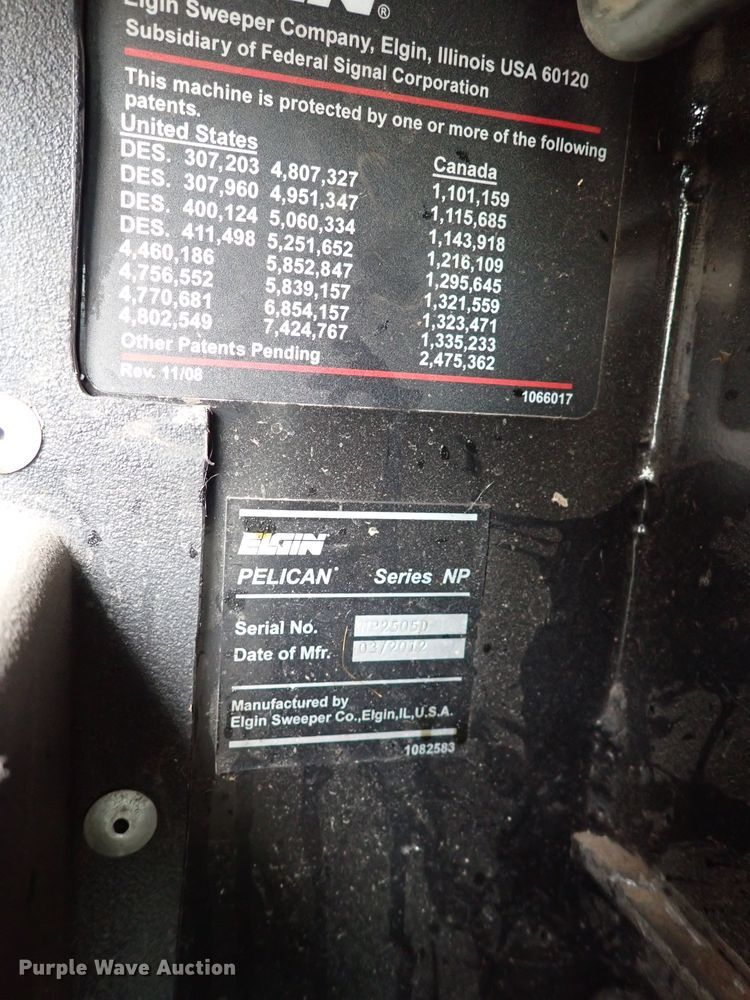 ®
Elgin Sweeper Company, Elgin, Illinois USA 60120
Subsidiary of Federal Signal Corporation
This machine is protected by one or more of the following
patents.
United States Canada
DES. 307,203 4,807,327 1,101,159
DES. 307,960 4,951,347 1,115,685
DES. 400,124 5,060,334 1,143,918
DES. 411,498 5,251,652 1,216,109
4,460,186 5,852,847 1,295,645
4,756,552 5,839,157 1,321,559
4,770,681 6,854,157 1,323,471
4,802,549 7,424,767 1,335,233
Other Patents Pending 2,475,362
Rev. 11/08 1066017
ELGIN
PELICAN Series NP
Serial No. NP2505D
Date of Mfr. 03/2012
Manufactured by
Elgin Sweeper Co.,Elgin,IL,U.S.A.
1082583
Purple Wave Auction